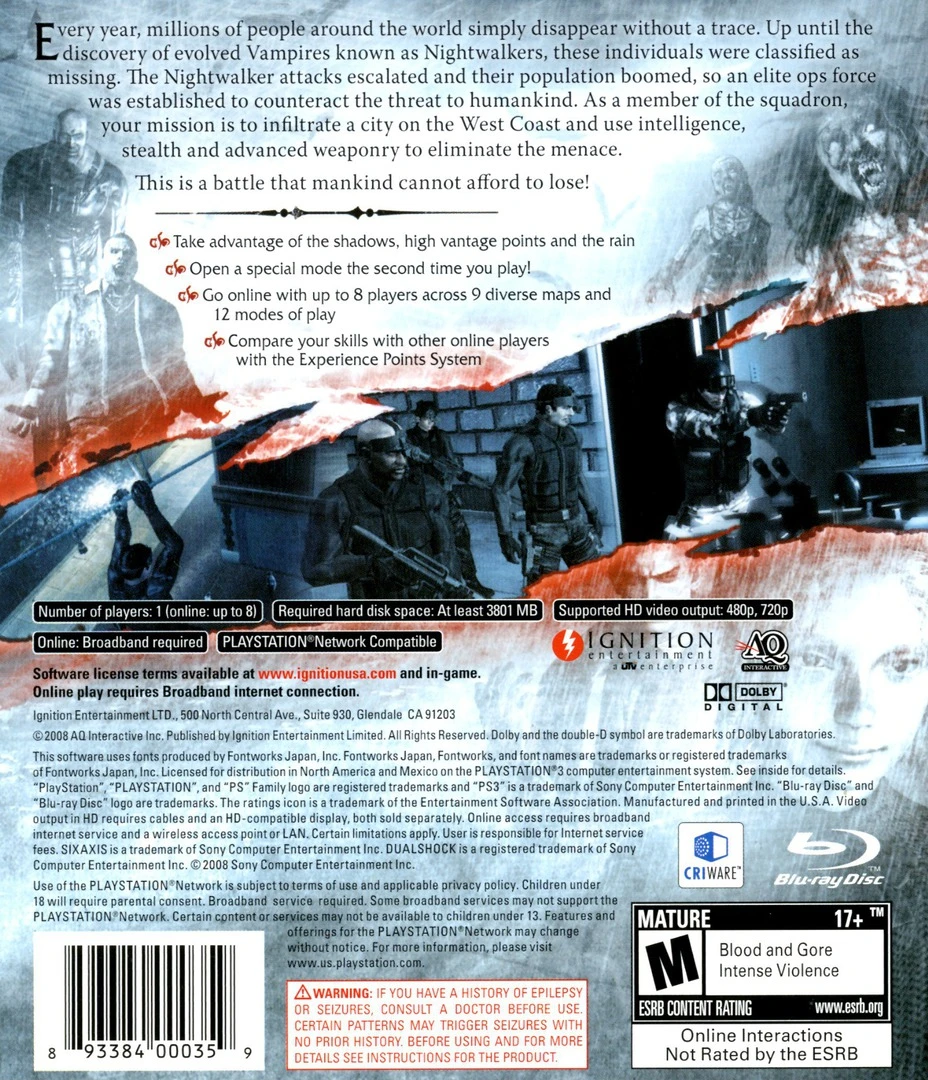 Every year, millions of people around the world simply disappear without a trace. Up until the
discovery of evolved Vampires known as Nightwalkers, these individuals were classified as
missing. The Nightwalker attacks escalated and their population boomed, so an elite ops force
was established to counteract the threat to humankind. As a member of the squadron,
your mission is to infiltrate a city on the West Coast and use intelligence,
stealth and advanced weaponry to eliminate the menace.
This is a battle that mankind cannot afford to lose!
Take advantage of the shadows, high vantage points and the rain
Open a special mode the second time you play!
Go online with up to 8 players across 9 diverse maps and
12 modes of play
Compare your skills with other online players
with the Experience Points System
Number of players: 1 (online: up to 8)
Required hard disk space: At least 3801 MB
Supported HD video output: 480p, 720p
Online: Broadband required
PLAYSTATION®Network Compatible
IGNITION
entertainment
a UTV enterprise
AQ
INTERACTIVE
Software license terms available at www.ignitionusa.com and in-game.
Online play requires Broadband internet connection.
DOLBY
DIGITAL
Ignition Entertainment LTD., 500 North Central Ave., Suite 930, Glendale CA 91203
©2008 AQ Interactive Inc. Published by Ignition Entertainment Limited. All Rights Reserved. Dolby and the double-D symbol are trademarks of Dolby Laboratories.
This software uses fonts produced by Fontworks Japan, Inc. Fontworks Japan, Fontworks, and font names are trademarks or registered trademarks
of Fontworks Japan, Inc. Licensed for distribution in North America and Mexico on the PLAYSTATION®3 computer entertainment system. See inside for details.
“PlayStation”, “PLAYSTATION”, and “PS” Family logo are registered trademarks and “PS3” is a trademark of Sony Computer Entertainment Inc. “Blu-ray Disc” and
“Blu-ray Disc” logo are trademarks. The ratings icon is a trademark of the Entertainment Software Association. Manufactured and printed in the U.S.A. Video
output in HD requires cables and an HD-compatible display, both sold separately. Online access requires broadband
internet service and a wireless access point or LAN. Certain limitations apply. User is responsible for Internet service
fees. SIXAXIS is a trademark of Sony Computer Entertainment Inc. DUALSHOCK is a registered trademark of Sony
Computer Entertainment Inc. ©2008 Sony Computer Entertainment Inc.
CRIWARE™
Blu-ray Disc™
Use of the PLAYSTATION®Network is subject to terms of use and applicable privacy policy. Children under
18 will require parental consent. Broadband service required. Some broadband services may not support the
PLAYSTATION®Network. Certain content or services may not be available to children under 13. Features and
offerings for the PLAYSTATION®Network may change
without notice. For more information, please visit
www.us.playstation.com.
8 93384 00035 9
⚠WARNING: IF YOU HAVE A HISTORY OF EPILEPSY
OR SEIZURES, CONSULT A DOCTOR BEFORE USE.
CERTAIN PATTERNS MAY TRIGGER SEIZURES WITH
NO PRIOR HISTORY. BEFORE USING AND FOR MORE
DETAILS SEE INSTRUCTIONS FOR THE PRODUCT.
MATURE 17+ ™
M
Blood and Gore
Intense Violence
ESRB CONTENT RATING www.esrb.org
Online Interactions
Not Rated by the ESRB